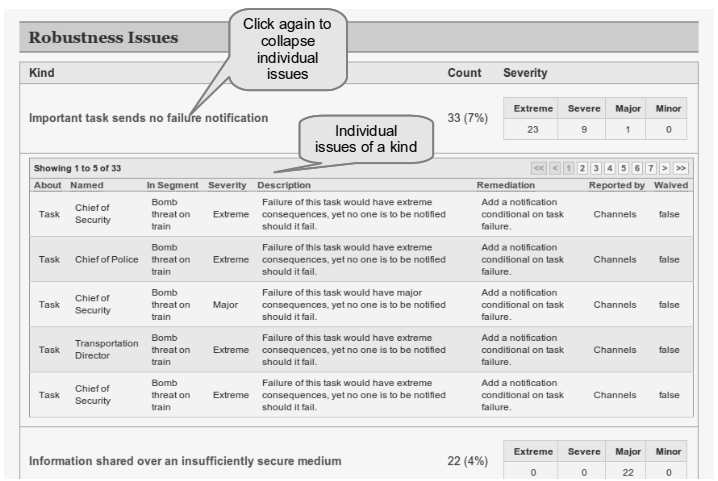 Robustness Issues
Click again to
collapse
individual
issues
Kind Count Severity
Important task sends no failure notification 33 (7%)
Extreme Severe Major Minor
23 9 1 0
Individual
issues of a kind
Showing 1 to 5 of 33 << < 1 2 3 4 5 6 7 > >>
About Named In Segment Severity Description Remediation Reported by Waived
Task Chief of Security Bomb threat on train Extreme Failure of this task would have extreme consequences, yet no one is to be notified should it fail. Add a notification conditional on task failure. Channels false
Task Chief of Police Bomb threat on train Extreme Failure of this task would have extreme consequences, yet no one is to be notified should it fail. Add a notification conditional on task failure. Channels false
Task Chief of Security Bomb threat on train Major Failure of this task would have major consequences, yet no one is to be notified should it fail. Add a notification conditional on task failure. Channels false
Task Transportation Director Bomb threat on train Extreme Failure of this task would have extreme consequences, yet no one is to be notified should it fail. Add a notification conditional on task failure. Channels false
Task Chief of Security Bomb threat on train Extreme Failure of this task would have extreme consequences, yet no one is to be notified should it fail. Add a notification conditional on task failure. Channels false
Information shared over an insufficiently secure medium 22 (4%)
Extreme Severe Major Minor
0 0 22 0